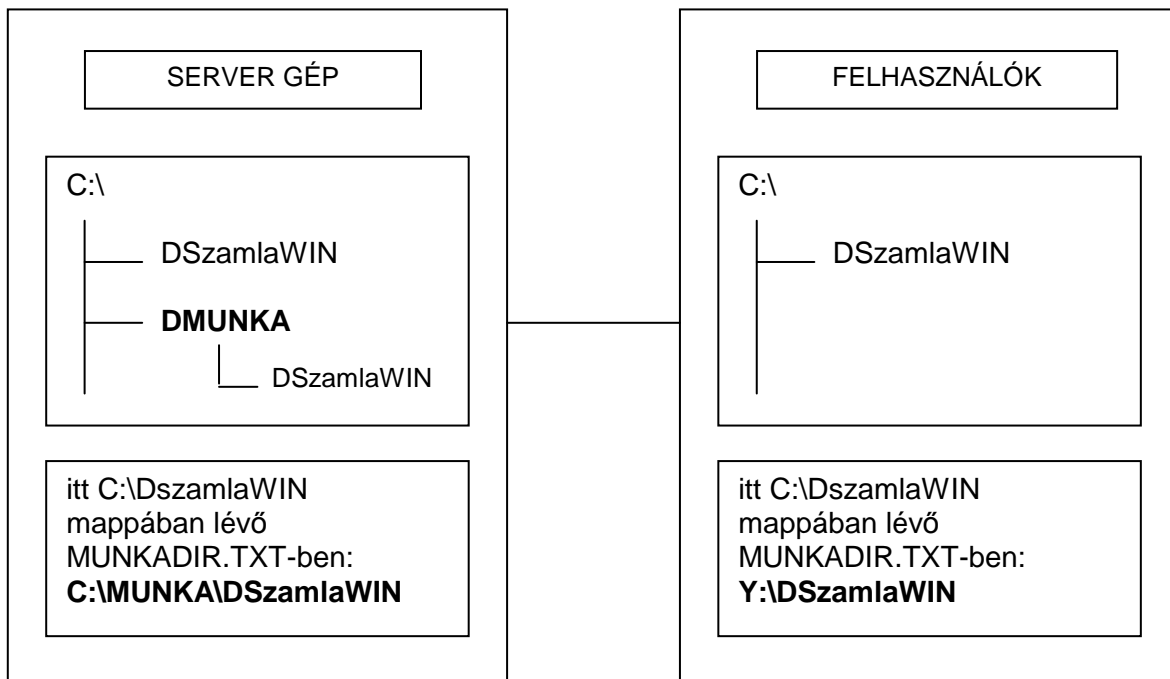 SERVER GÉP
C:\
DSzamlaWIN
DMUNKA
DSzamlaWIN
itt C:\DszamlaWIN
mappában lévő
MUNKADIR.TXT-ben:
C:\MUNKA\DSzamlaWIN
FELHASZNÁLÓK
C:\
DSzamlaWIN
itt C:\DszamlaWIN
mappában lévő
MUNKADIR.TXT-ben:
Y:\DSzamlaWIN